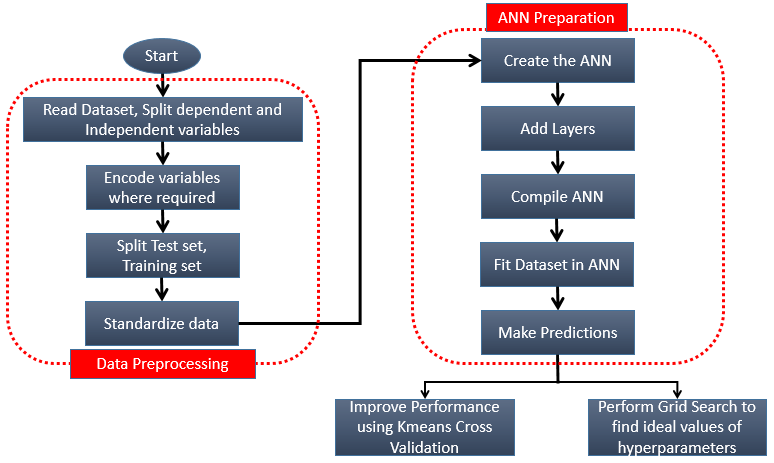 Start
Read Dataset, Split dependent and
Independent variables
Encode variables
where required
Split Test set,
Training set
Standardize data
Data Preprocessing
ANN Preparation
Create the ANN
Add Layers
Compile ANN
Fit Dataset in ANN
Make Predictions
Improve Performance
using Kmeans Cross
Validation
Perform Grid Search to
find ideal values of
hyperparameters